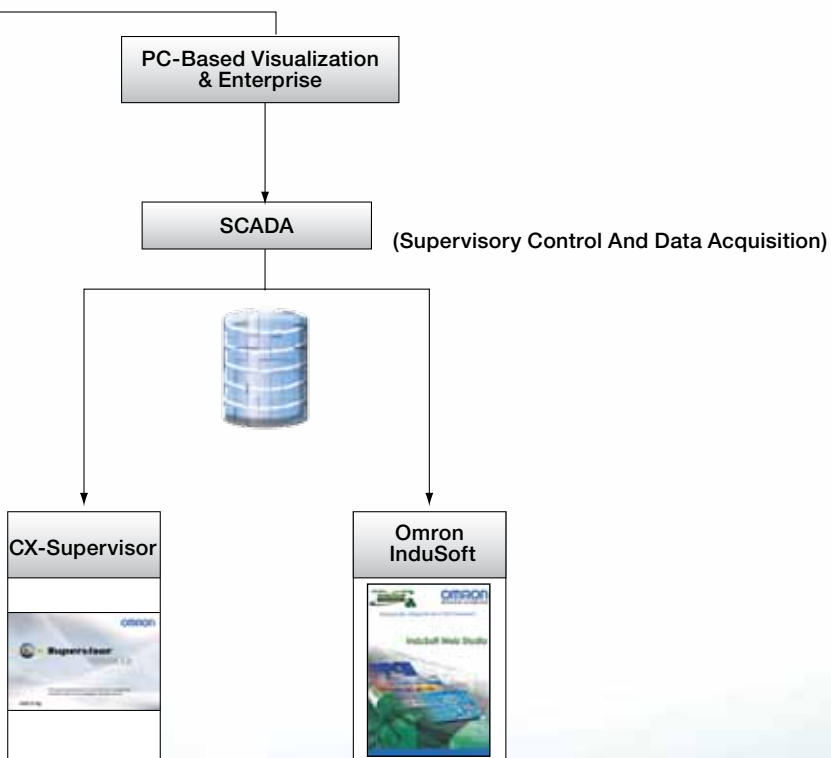 PC-Based Visualization
& Enterprise
SCADA
(Supervisory Control And Data Acquisition)
CX-Supervisor
OMRON
Supervisor
Omron
InduSoft
OMRON
InduSoft Web Studio